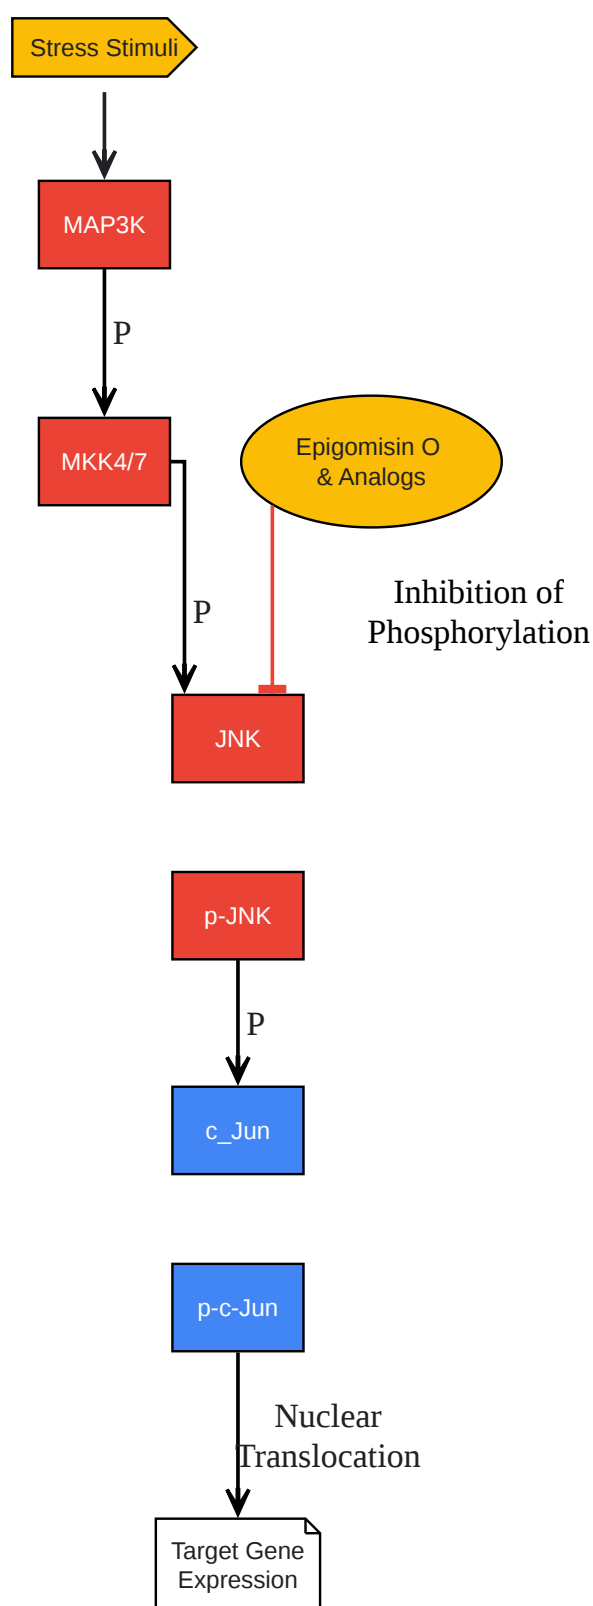 Stress Stimuli
MAP3K
P
MKK4/7
Epigomisin O
& Analogs
Inhibition of
Phosphorylation
P
JNK
p-JNK
P
c_Jun
p-c-Jun
Nuclear
Translocation
Target Gene
Expression